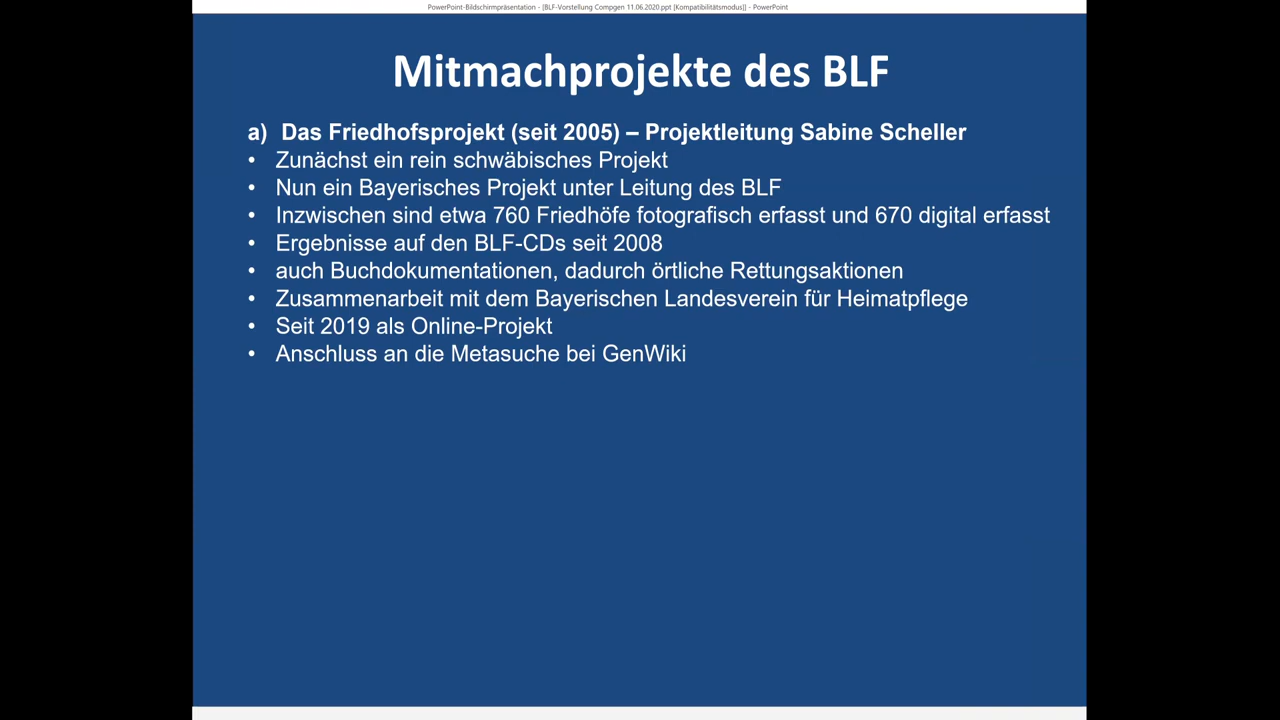 PowerPoint-Bildschirmpräsentation - [BLF-Vorstellung Compgen 11.06.2020.ppt [Kompatibilitätsmodus]] - PowerPoint
Mitmachprojekte des BLF
a) Das Friedhofsprojekt (seit 2005) – Projektleitung Sabine Scheller
• Zunächst ein rein schwäbisches Projekt
• Nun ein Bayerisches Projekt unter Leitung des BLF
• Inzwischen sind etwa 760 Friedhöfe fotografisch erfasst und 670 digital erfasst
• Ergebnisse auf den BLF-CDs seit 2008
• auch Buchdokumentationen, dadurch örtliche Rettungsaktionen
• Zusammenarbeit mit dem Bayerischen Landesverein für Heimatpflege
• Seit 2019 als Online-Projekt
• Anschluss an die Metasuche bei GenWiki